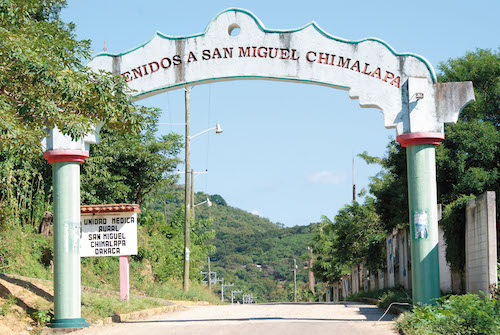 ENIDOS A SAN MIGUEL CHIMALAPA
UNIDAD MEDICA
RURAL
SAN MIGUEL
CHIMALAPA
OAXACA